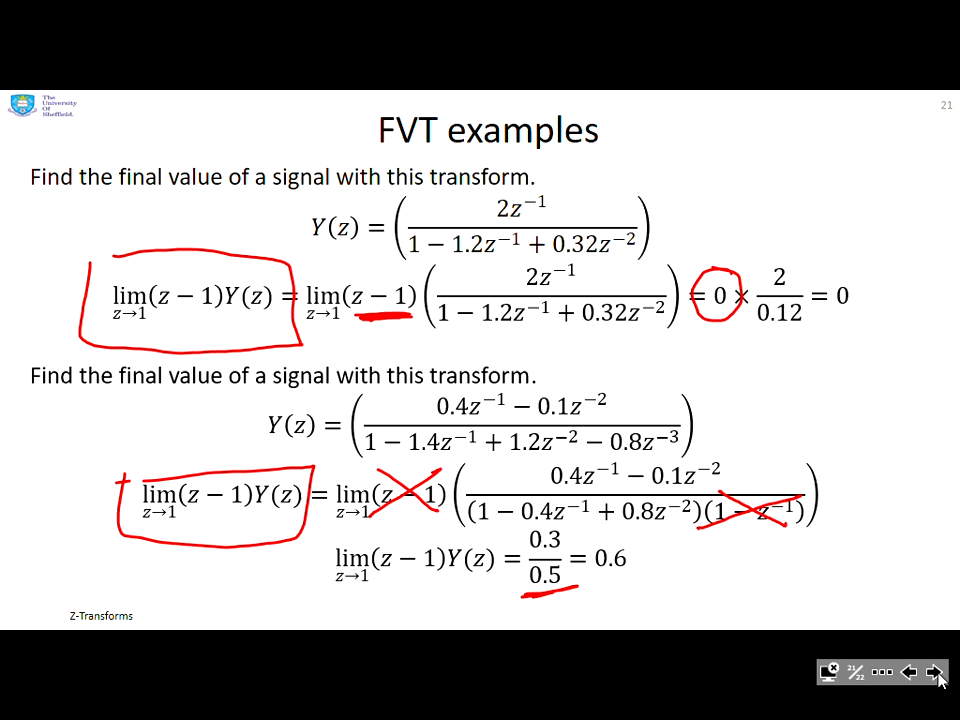 The
University
Of
Sheffield.
21
FVT examples
Find the final value of a signal with this transform.
Y(z) = (2z⁻¹ / (1 − 1.2z⁻¹ + 0.32z⁻²))
lim z→1 (z − 1)Y(z) = lim z→1 (z − 1) (2z⁻¹ / (1 − 1.2z⁻¹ + 0.32z⁻²)) = 0 × 2/0.12 = 0
Find the final value of a signal with this transform.
Y(z) = ((0.4z⁻¹ − 0.1z⁻²) / (1 − 1.4z⁻¹ + 1.2z⁻² − 0.8z⁻³))
lim z→1 (z − 1)Y(z) = lim z→1 (z − 1) ((0.4z⁻¹ − 0.1z⁻²) / ((1 − 0.4z⁻¹ + 0.8z⁻²)(1 − z⁻¹)))
lim z→1 (z − 1)Y(z) = 0.3/0.5 = 0.6
Z-Transforms
21/22